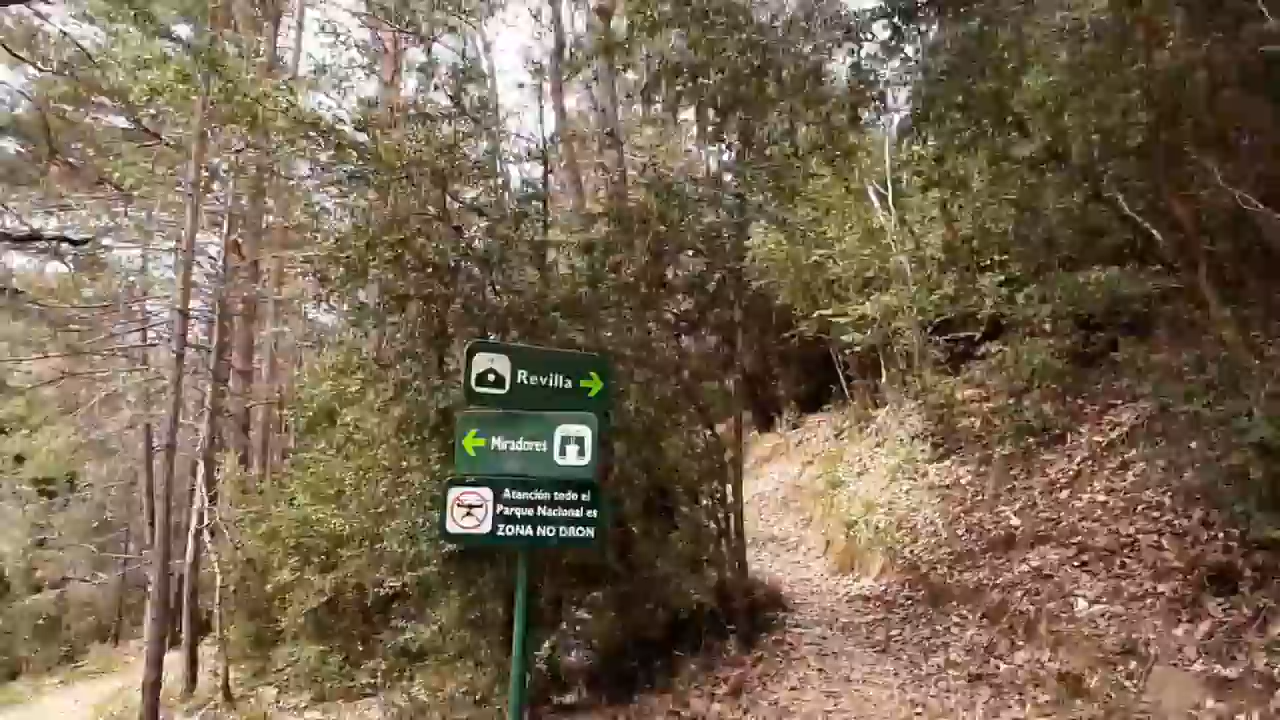 Revilla
Miradores
Atención todo el
Parque Nacional es
ZONA NO DRON